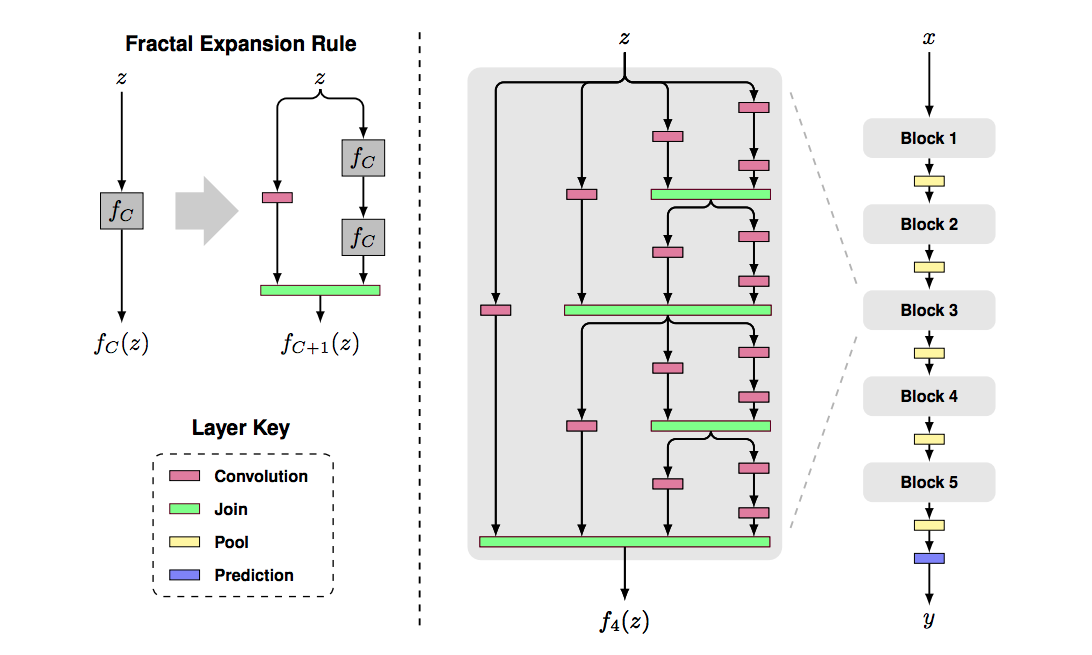 Fractal Expansion Rule
z
f_C
f_C(z)
z
f_C
f_C
f_{C+1}(z)
Layer Key
Convolution
Join
Pool
Prediction
z
f_4(z)
x
Block 1
Block 2
Block 3
Block 4
Block 5
y